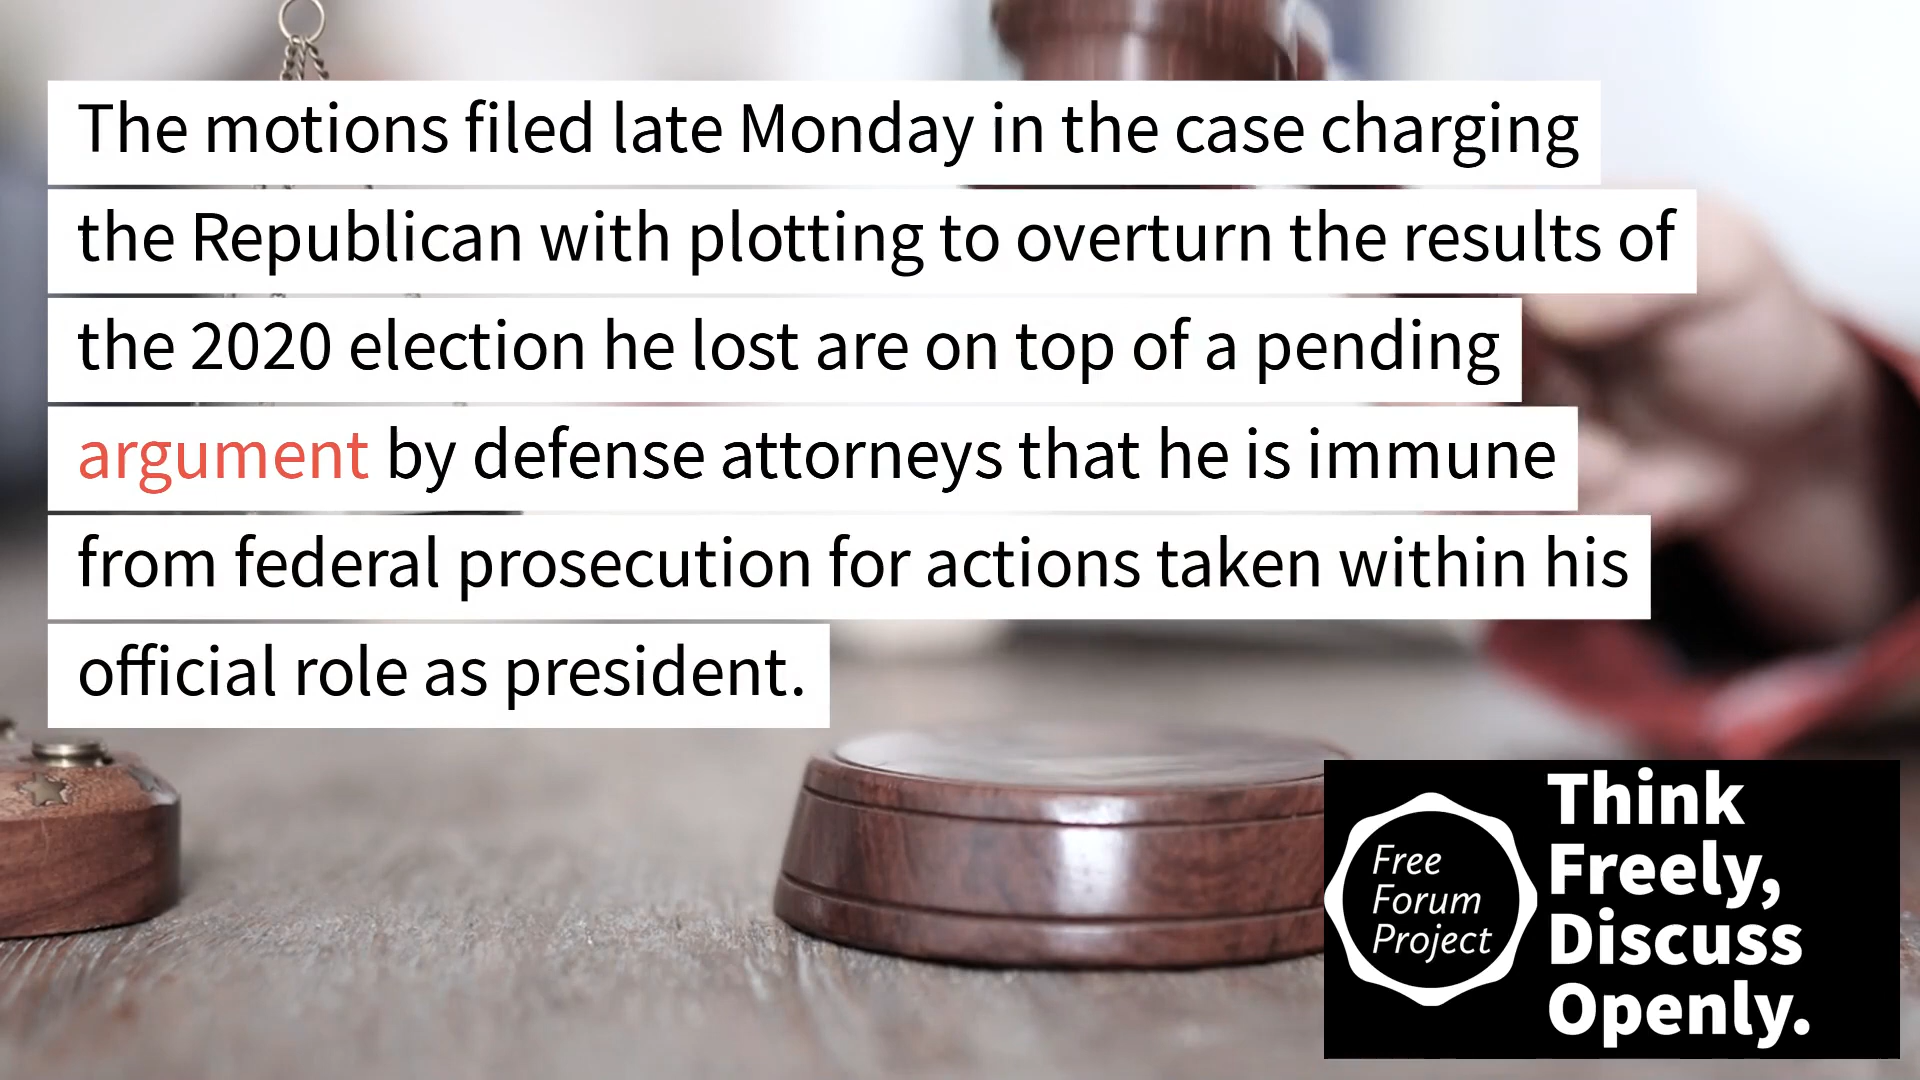 The motions filed late Monday in the case charging
the Republican with plotting to overturn the results of
the 2020 election he lost are on top of a pending
argument by defense attorneys that he is immune
from federal prosecution for actions taken within his
official role as president.
Free
Forum
Project
Think
Freely,
Discuss
Openly.